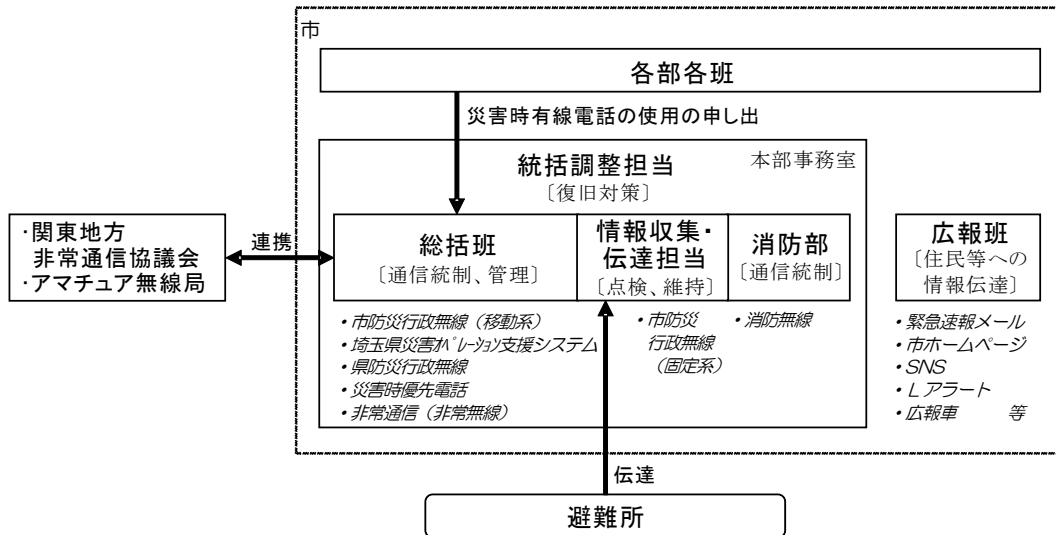 市
各部各班
災害時有線電話の使用の申し出
本部事務室
統括調整担当
〔復旧対策〕
・関東地方
非常通信協議会
・アマチュア無線局
連携
総括班
〔通信統制、管理〕
情報収集・
伝達担当
〔点検、維持〕
消防部
〔通信統制〕
広報班
〔住民等への
情報伝達〕
・市防災行政無線（移動系）
・埼玉県災害ｵﾍﾟﾚｰｼｮﾝ支援システム
・県防災行政無線
・災害時優先電話
・非常通信（非常無線）
・市防災
行政無線
（固定系）
・消防無線
・緊急速報メール
・市ホームページ
・SNS
・Ｌアラート
・広報車　　等
伝達
避難所